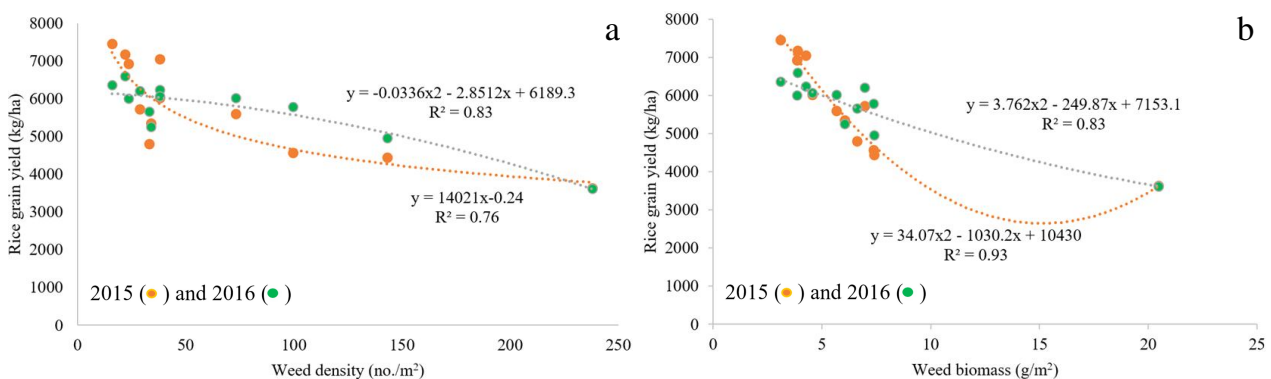 a
8000
7000
6000
5000
4000
3000
2000
1000
0
Rice grain yield (kg/ha)
y = -0.0336x2 - 2.8512x + 6189.3
R² = 0.83
y = 14021x-0.24
R² = 0.76
2015 ( ) and 2016 ( )
0 50 100 150 200 250
Weed density (no./m²)
b
8000
7000
6000
5000
4000
3000
2000
1000
0
Rice grain yield (kg/ha)
y = 3.762x2 - 249.87x + 7153.1
R² = 0.83
y = 34.07x2 - 1030.2x + 10430
R² = 0.93
2015 ( ) and 2016 ( )
0 5 10 15 20 25
Weed biomass (g/m²)